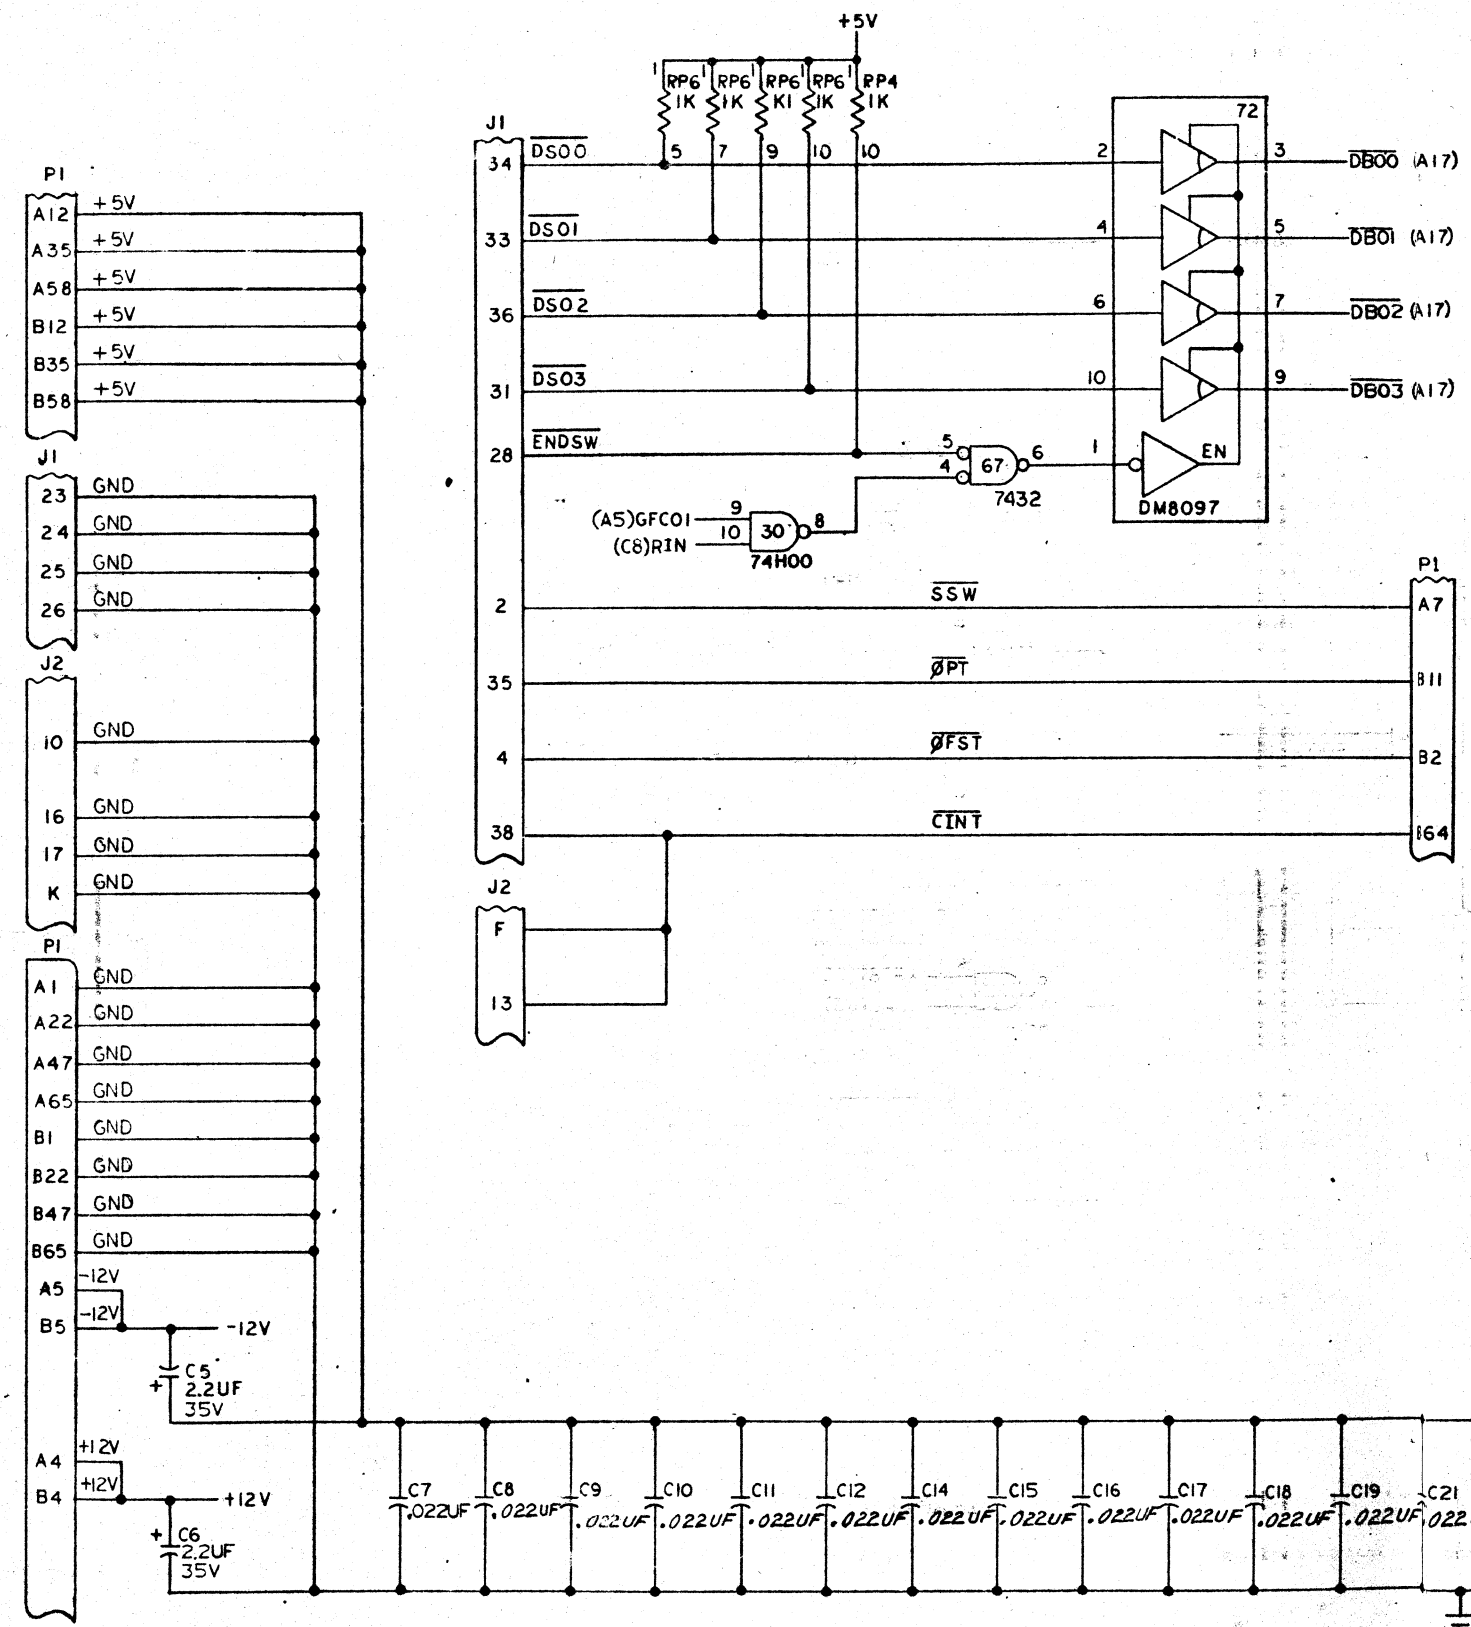 +5V
1 RP6 1K
1 RP6 1K
1 RP6 K1
1 RP6 1K
1 RP4 1K
5 7 9 10 10
P1
A12 +5V
A35 +5V
A58 +5V
B12 +5V
B35 +5V
B58 +5V
J1
23 GND
24 GND
25 GND
26 GND
J2
10 GND
16 GND
17 GND
K GND
P1
A1 GND
A22 GND
A47 GND
A65 GND
B1 GND
B22 GND
B47 GND
B65 GND
A5 -12V
B5 -12V
-12V
C5
2.2UF
35V
+
A4 +12V
B4 +12V
+12V
+ C6
2.2UF
35V
J1
34 DS00
33 DS01
36 DS02
31 DS03
28 ENDSW
72
2 3 DB00 (A17)
4 5 DB01 (A17)
6 7 DB02 (A17)
10 9 DB03 (A17)
5
4 67 6
7432
1 EN
DM8097
(A5)GFC01 9
(C8)RIN 10
30 8
74H00
P1
2 SSW A7
35 ØPT B11
4 ØFST B2
38 CINT B64
J2
F
13
C7
.022UF
C8
.022UF
C9
.022UF
C10
.022UF
C11
.022UF
C12
.022UF
C14
.022UF
C15
.022UF
C16
.022UF
C17
.022UF
C18
.022UF
C19
.022UF
C21
.022